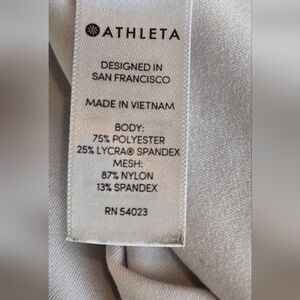 ATHLETA
DESIGNED IN
SAN FRANCISCO
MADE IN VIETNAM
BODY:
75% POLYESTER
25% LYCRA® SPANDEX
MESH:
87% NYLON
13% SPANDEX
RN 54023